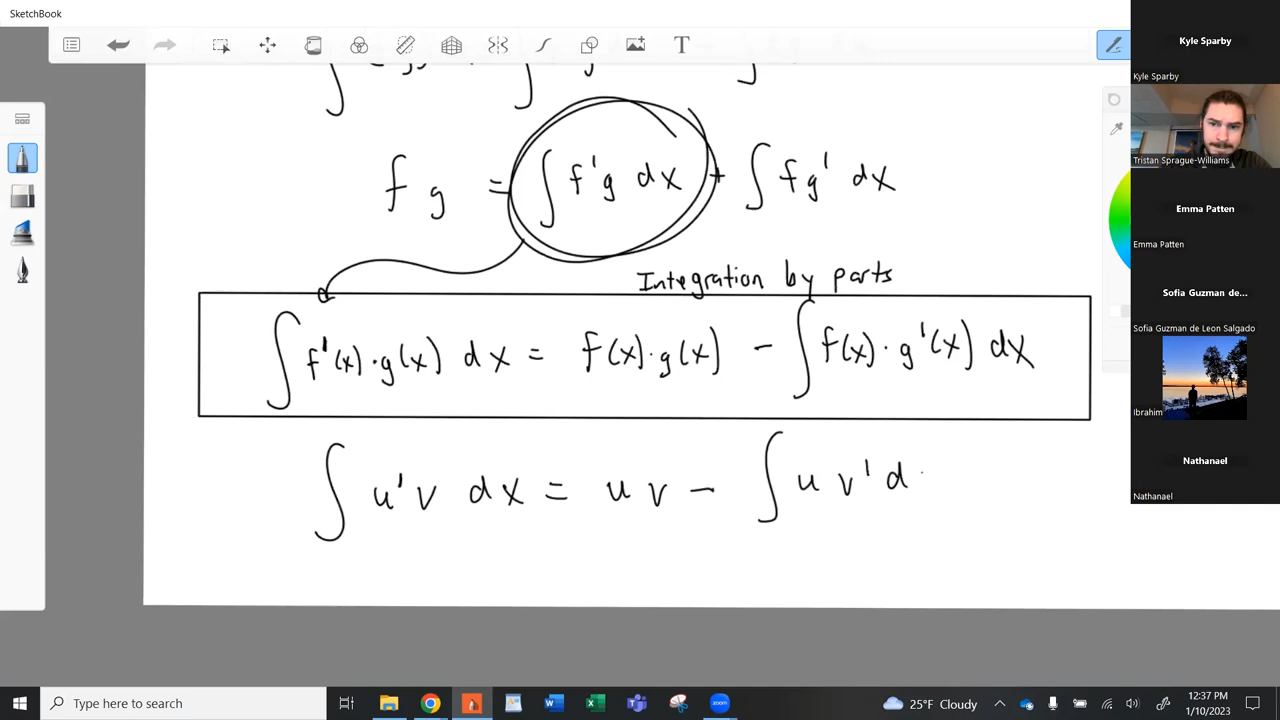 SketchBook
Kyle Sparby
Kyle Sparby
Tristan Sprague-Williams
Emma Patten
Emma Patten
Sofia Guzman de...
Sofia Guzman de Leon Salgado
Ibrahim
Nathanael
Nathanael
f g = ∫ f'g dx + ∫ fg' dx
Integration by parts
∫ f'(x)·g(x) dx = f(x)·g(x) - ∫ f(x)·g'(x) dx
∫ u'v dx = u v - ∫ u v' d
Type here to search
25°F Cloudy
12:37 PM
1/10/2023